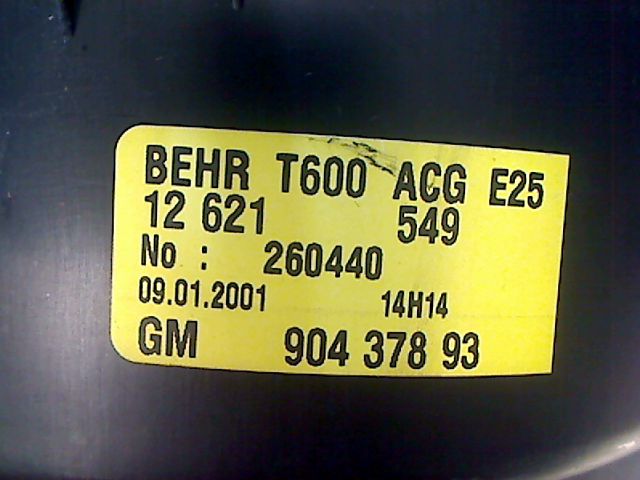 BEHR T600 ACG E25
12 621 549
No : 260440
09.01.2001 14H14
GM 904 378 93